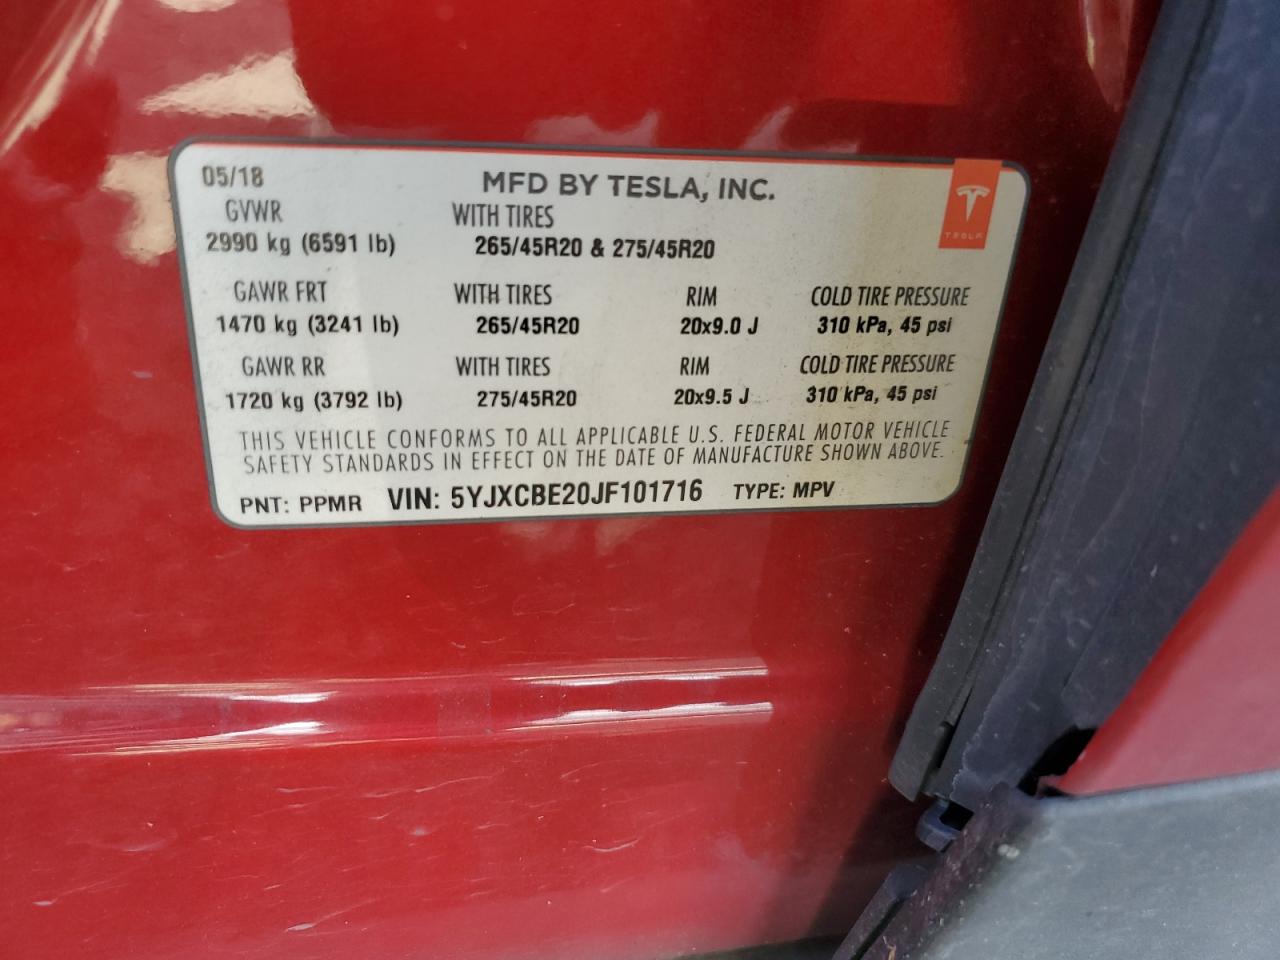 05/18 MFD BY TESLA, INC.
GVWR WITH TIRES
2990 kg (6591 lb) 265/45R20 & 275/45R20
TESLA
GAWR FRT WITH TIRES RIM COLD TIRE PRESSURE
1470 kg (3241 lb) 265/45R20 20x9.0 J 310 kPa, 45 psi
GAWR RR WITH TIRES RIM COLD TIRE PRESSURE
1720 kg (3792 lb) 275/45R20 20x9.5 J 310 kPa, 45 psi
THIS VEHICLE CONFORMS TO ALL APPLICABLE U.S. FEDERAL MOTOR VEHICLE
SAFETY STANDARDS IN EFFECT ON THE DATE OF MANUFACTURE SHOWN ABOVE.
PNT: PPMR VIN: 5YJXCBE20JF101716 TYPE: MPV